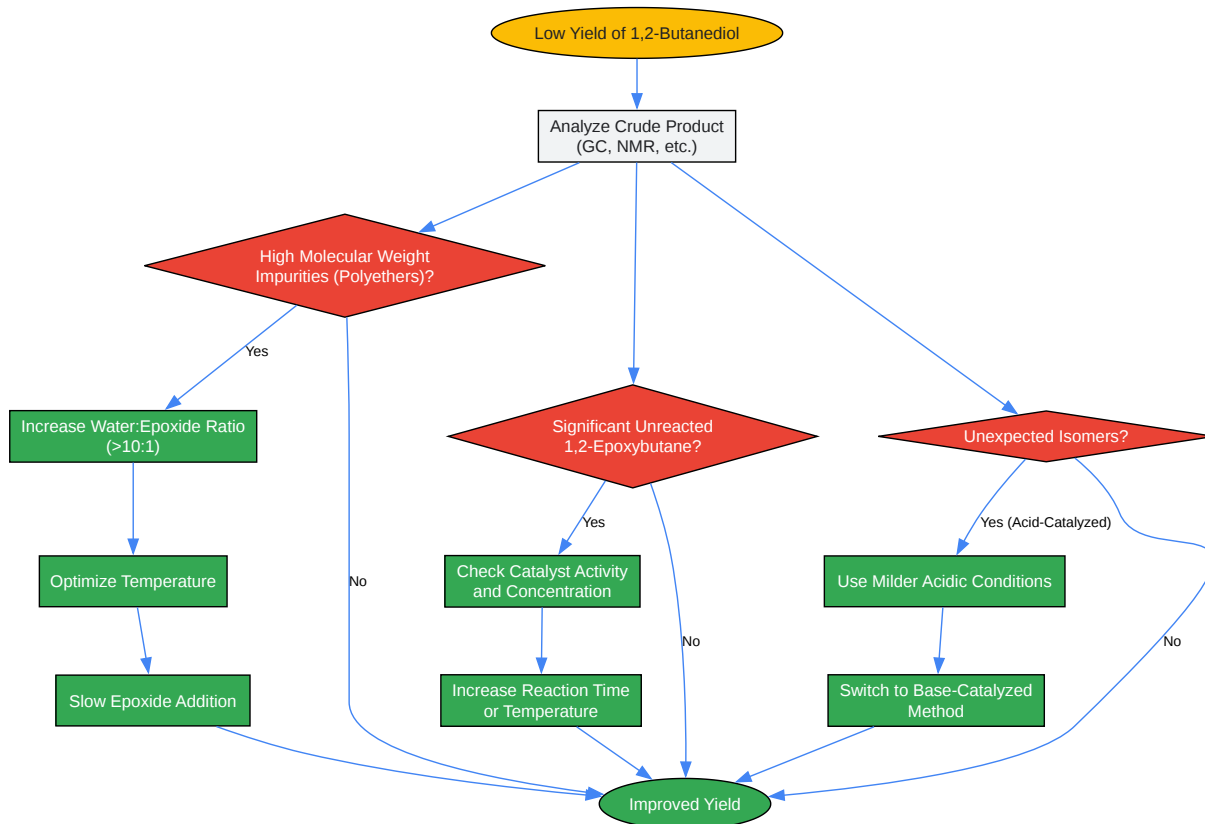 Low Yield of 1,2-Butanediol
Analyze Crude Product
(GC, NMR, etc.)
High Molecular Weight
Impurities (Polyethers)?
Yes
No
Increase Water:Epoxide Ratio
(>10:1)
Optimize Temperature
Slow Epoxide Addition
Significant Unreacted
1,2-Epoxybutane?
Yes
No
Check Catalyst Activity
and Concentration
Increase Reaction Time
or Temperature
Unexpected Isomers?
Yes (Acid-Catalyzed)
No
Use Milder Acidic Conditions
Switch to Base-Catalyzed
Method
Improved Yield